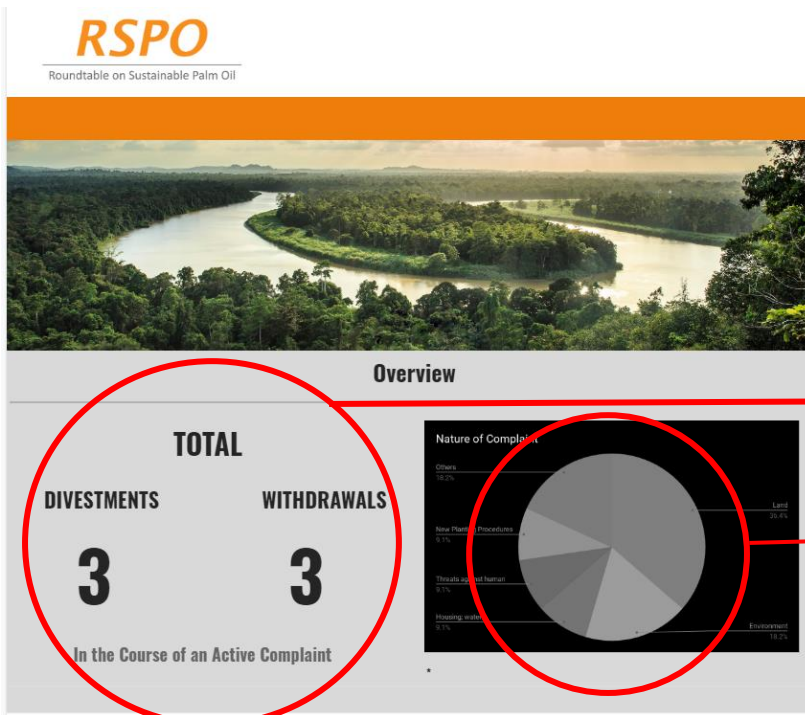 RSPO
Roundtable on Sustainable Palm Oil
Overview
TOTAL
DIVESTMENTS WITHDRAWALS
3 3
In the Course of an Active Complaint
Nature of Complaint
Others
18.2%
New Planting Procedures
9.1%
Threats against human
9.1%
Housing, water
9.1%
Land
36.4%
Environment
18.2%
*